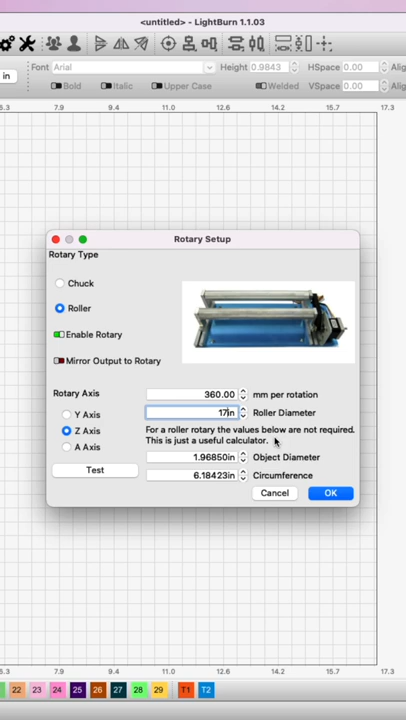 <untitled> - LightBurn 1.1.03
in
Font Arial Height 0.9843 HSpace 0.00 Alig
Bold Italic Upper Case Welded VSpace 0.00 Alig
6.3 7.9 9.4 11.0 12.6 14.2 15.7 17.3
Rotary Setup
Rotary Type
Chuck
Roller
Enable Rotary
Mirror Output to Rotary
Rotary Axis
360.00 mm per rotation
Y Axis
17in Roller Diameter
Z Axis
For a roller rotary the values below are not required.
This is just a useful calculator.
A Axis
1.96850in Object Diameter
Test
6.18423in Circumference
Cancel OK
6.3 7.9 9.4 11.0 12.6 14.2 15.7 17.3
22 23 24 25 26 27 28 29 T1 T2